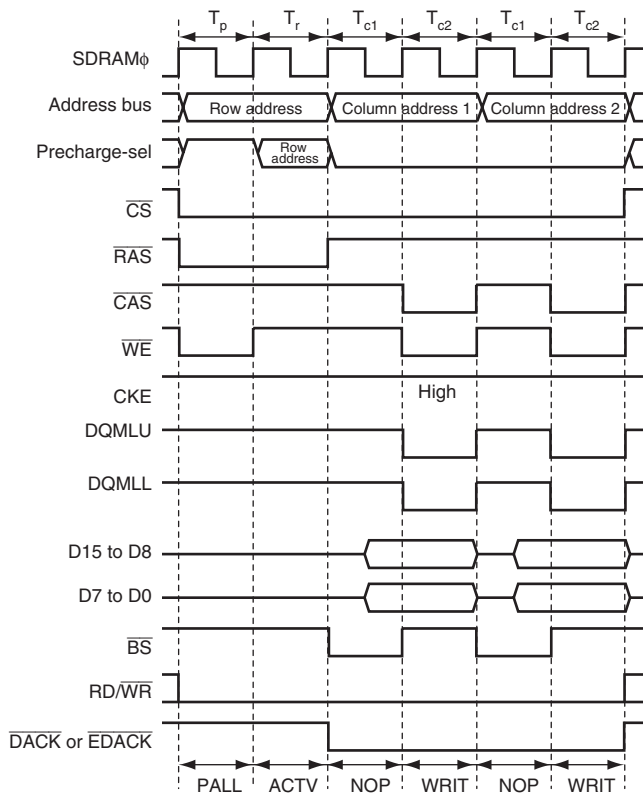 Tp Tr Tc1 Tc2 Tc1 Tc2
SDRAMϕ
Address bus Row address Column address 1 Column address 2
Precharge-sel Row
address
CS
RAS
CAS
WE
CKE High
DQMLU
DQMLL
D15 to D8
D7 to D0
BS
RD/WR
DACK or EDACK
PALL ACTV NOP WRIT NOP WRIT